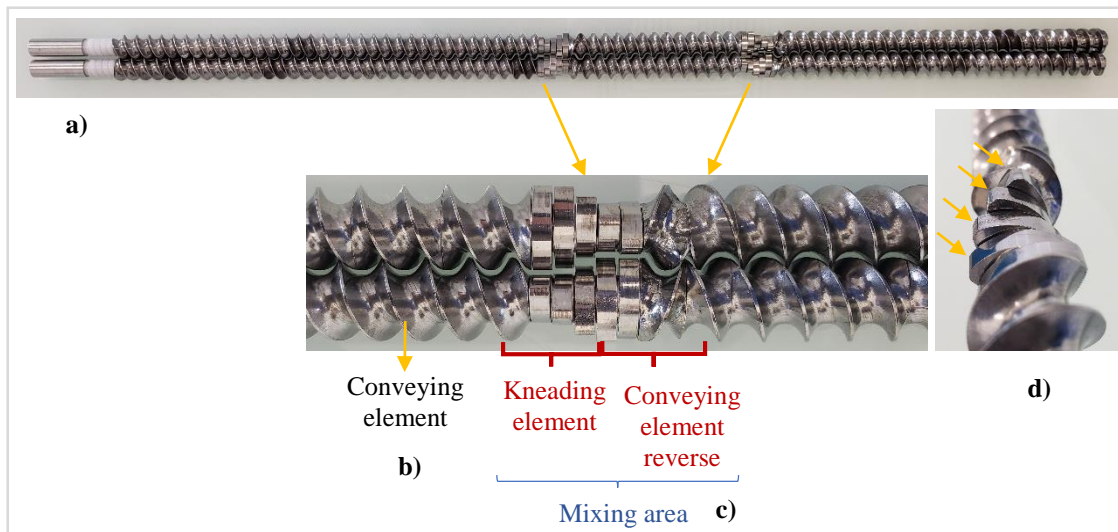 a)
Conveying
element
b)
Kneading
element
Conveying
element
reverse
Mixing area
c)
d)